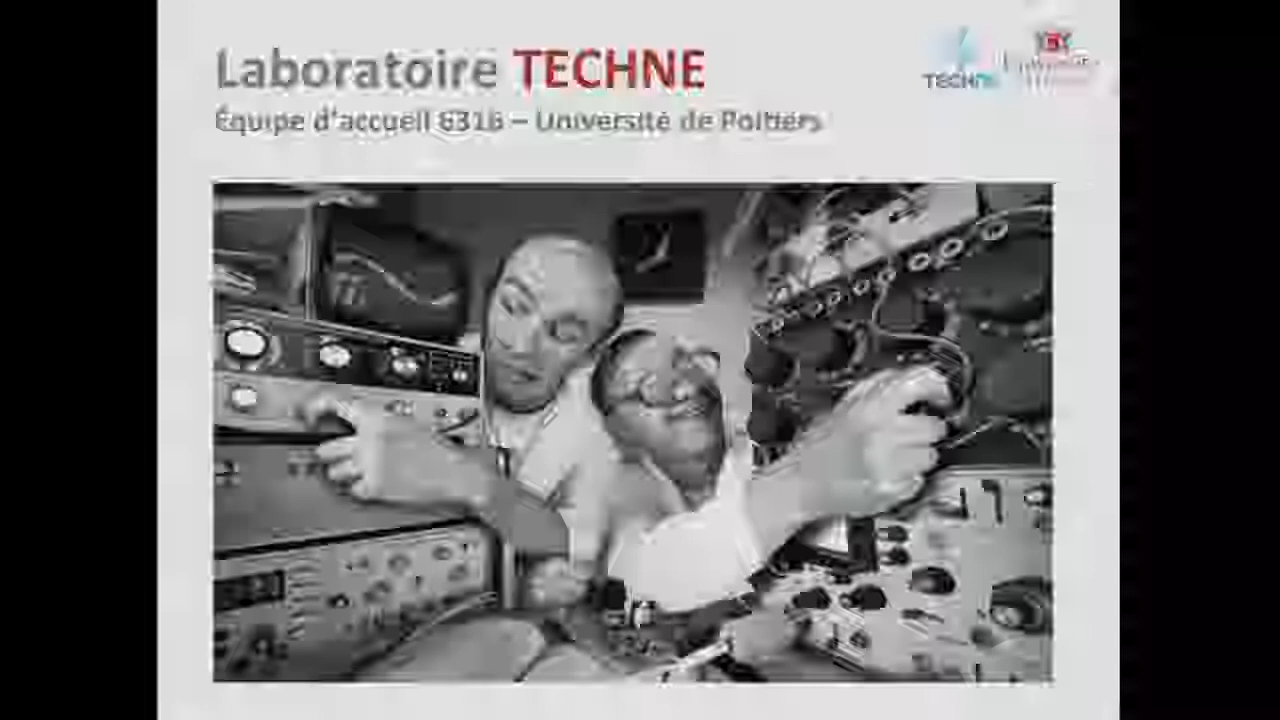 Laboratoire TECHNE
Équipe d'accueil 6316 – Université de Poitiers
TECHNE